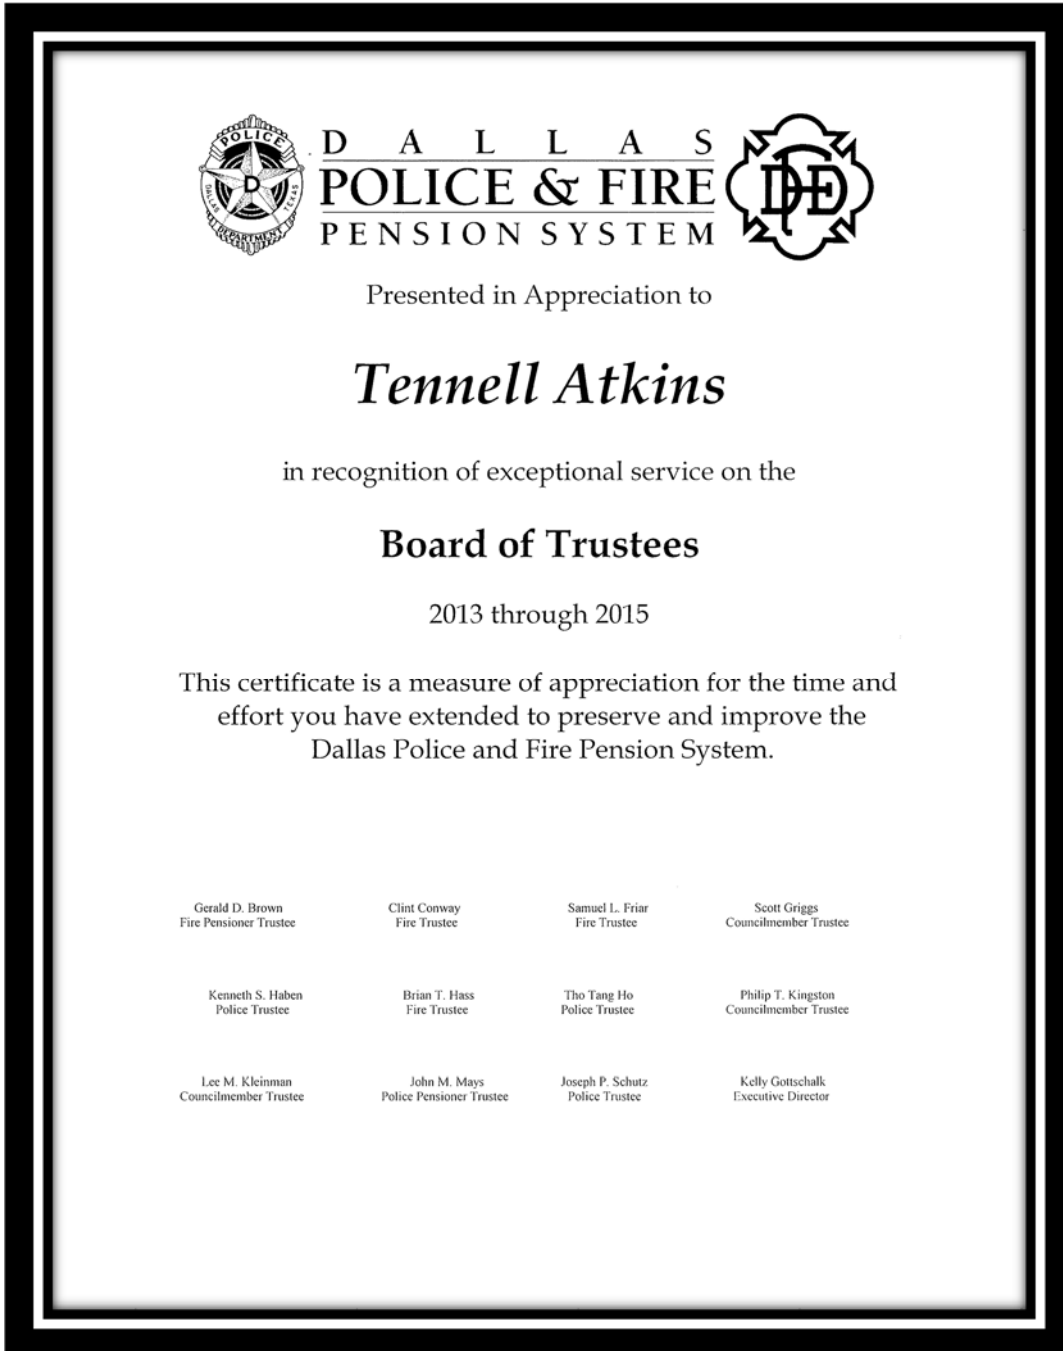 POLICE
D
DALLAS TEXAS
DEPARTMENT
DALLAS
POLICE & FIRE
PENSION SYSTEM
DFD
Presented in Appreciation to
Tennell Atkins
in recognition of exceptional service on the
Board of Trustees
2013 through 2015
This certificate is a measure of appreciation for the time and
effort you have extended to preserve and improve the
Dallas Police and Fire Pension System.
Gerald D. Brown Clint Conway Samuel L. Friar Scott Griggs
Fire Pensioner Trustee Fire Trustee Fire Trustee Councilmember Trustee
Kenneth S. Haben Brian T. Hass Tho Tang Ho Philip T. Kingston
Police Trustee Fire Trustee Police Trustee Councilmember Trustee
Lee M. Kleinman John M. Mays Joseph P. Schutz Kelly Gottschalk
Councilmember Trustee Police Pensioner Trustee Police Trustee Executive Director